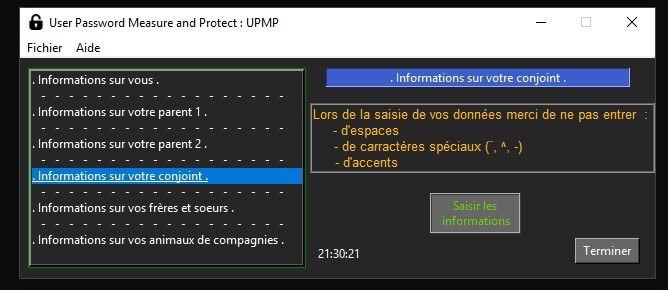 User Password Measure and Protect : UPMP
Fichier Aide
. Informations sur vous .
- - - - - - - - - - - - - - - -
. Informations sur votre parent 1 .
- - - - - - - - - - - - - - - -
. Informations sur votre parent 2 .
- - - - - - - - - - - - - - - -
. Informations sur votre conjoint .
- - - - - - - - - - - - - - - -
. Informations sur vos frères et soeurs .
- - - - - - - - - - - - - - - -
. Informations sur vos animaux de compagnies .
. Informations sur votre conjoint .
Lors de la saisie de vos données merci de ne pas entrer :
- d'espaces
- de carractères spéciaux (¨, ^, -)
- d'accents
Saisir les
informations
21:30:21
Terminer